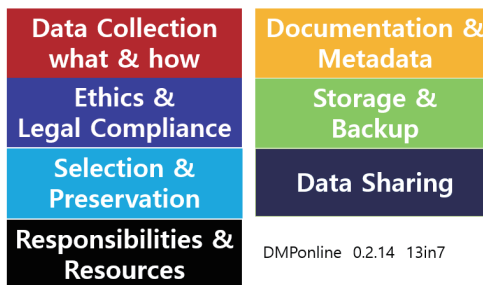 Data Collection
what & how
Documentation &
Metadata
Ethics &
Legal Compliance
Storage &
Backup
Selection &
Preservation
Data Sharing
Responsibilities &
Resources
DMPonline 0.2.14 13in7